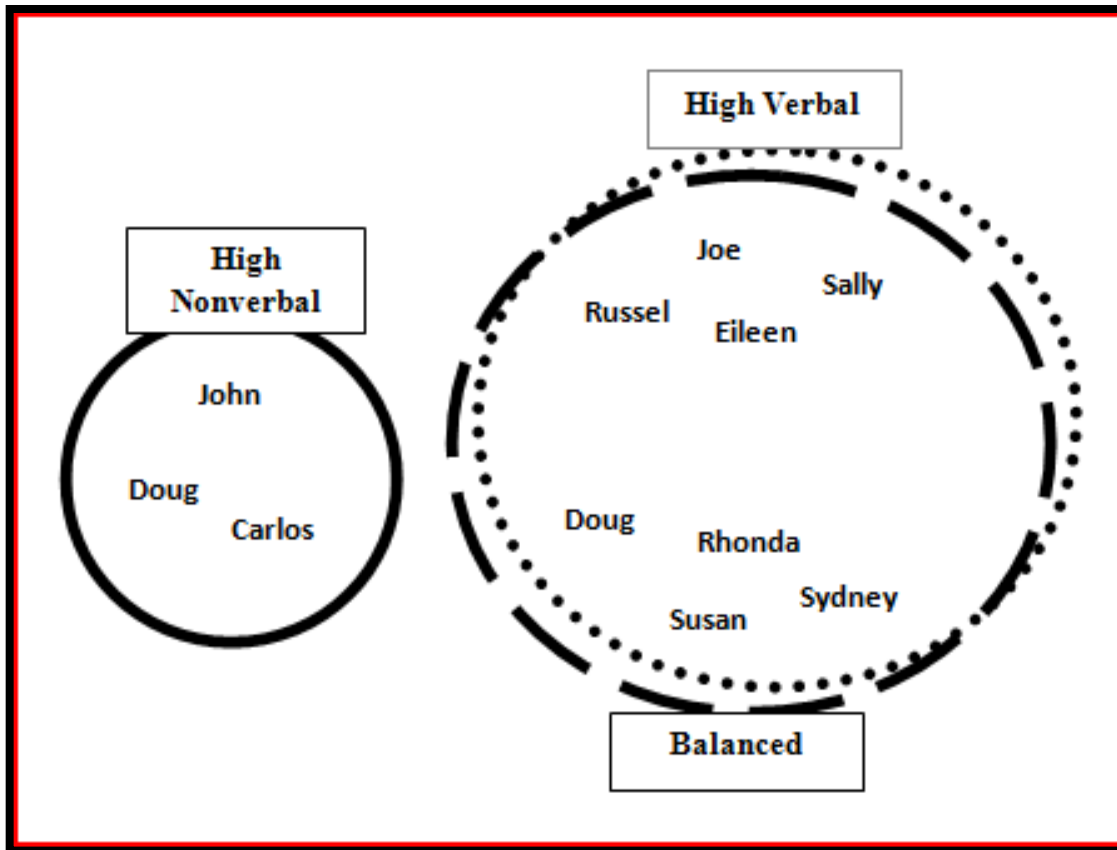 High Verbal
High
Nonverbal
Joe
Sally
Russel
Eileen
John
Doug
Carlos
Doug
Rhonda
Sydney
Susan
Balanced